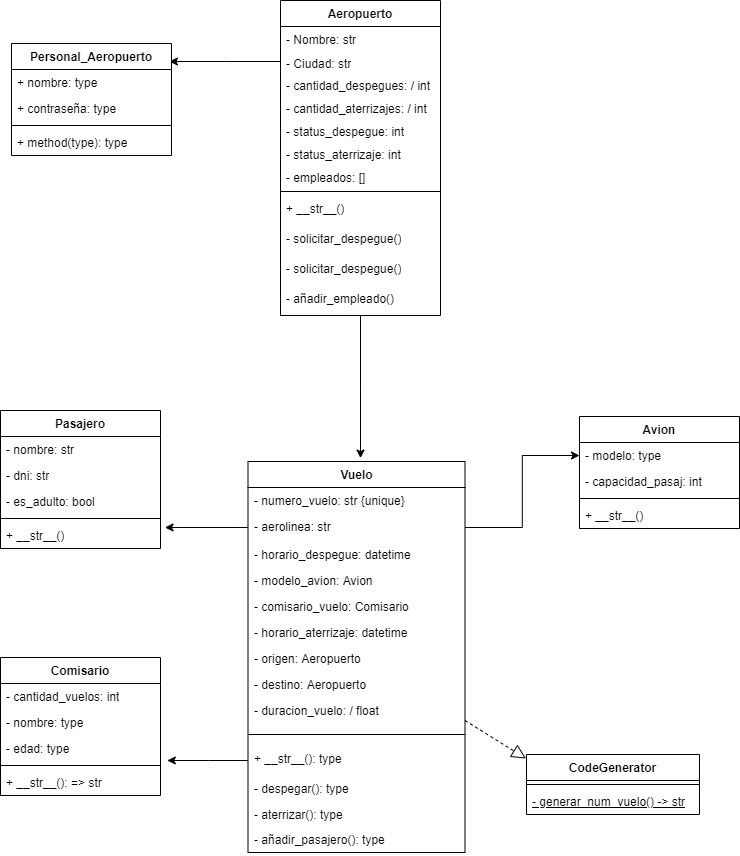 Aeropuerto
- Nombre: str
- Ciudad: str
- cantidad_despegues: / int
- cantidad_aterrizajes: / int
- status_despegue: int
- status_aterrizaje: int
- empleados: []
+ __str__()
- solicitar_despegue()
- solicitar_despegue()
- añadir_empleado()
Personal_Aeropuerto
+ nombre: type
+ contraseña: type
+ method(type): type
Pasajero
- nombre: str
- dni: str
- es_adulto: bool
+ __str__()
Vuelo
- numero_vuelo: str {unique}
- aerolinea: str
- horario_despegue: datetime
- modelo_avion: Avion
- comisario_vuelo: Comisario
- horario_aterrizaje: datetime
- origen: Aeropuerto
- destino: Aeropuerto
- duracion_vuelo: / float
+ __str__(): type
- despegar(): type
- aterrizar(): type
- añadir_pasajero(): type
Avion
- modelo: type
- capacidad_pasaj: int
+ __str__()
Comisario
- cantidad_vuelos: int
- nombre: type
- edad: type
+ __str__(): => str
CodeGenerator
- generar_num_vuelo() -> str